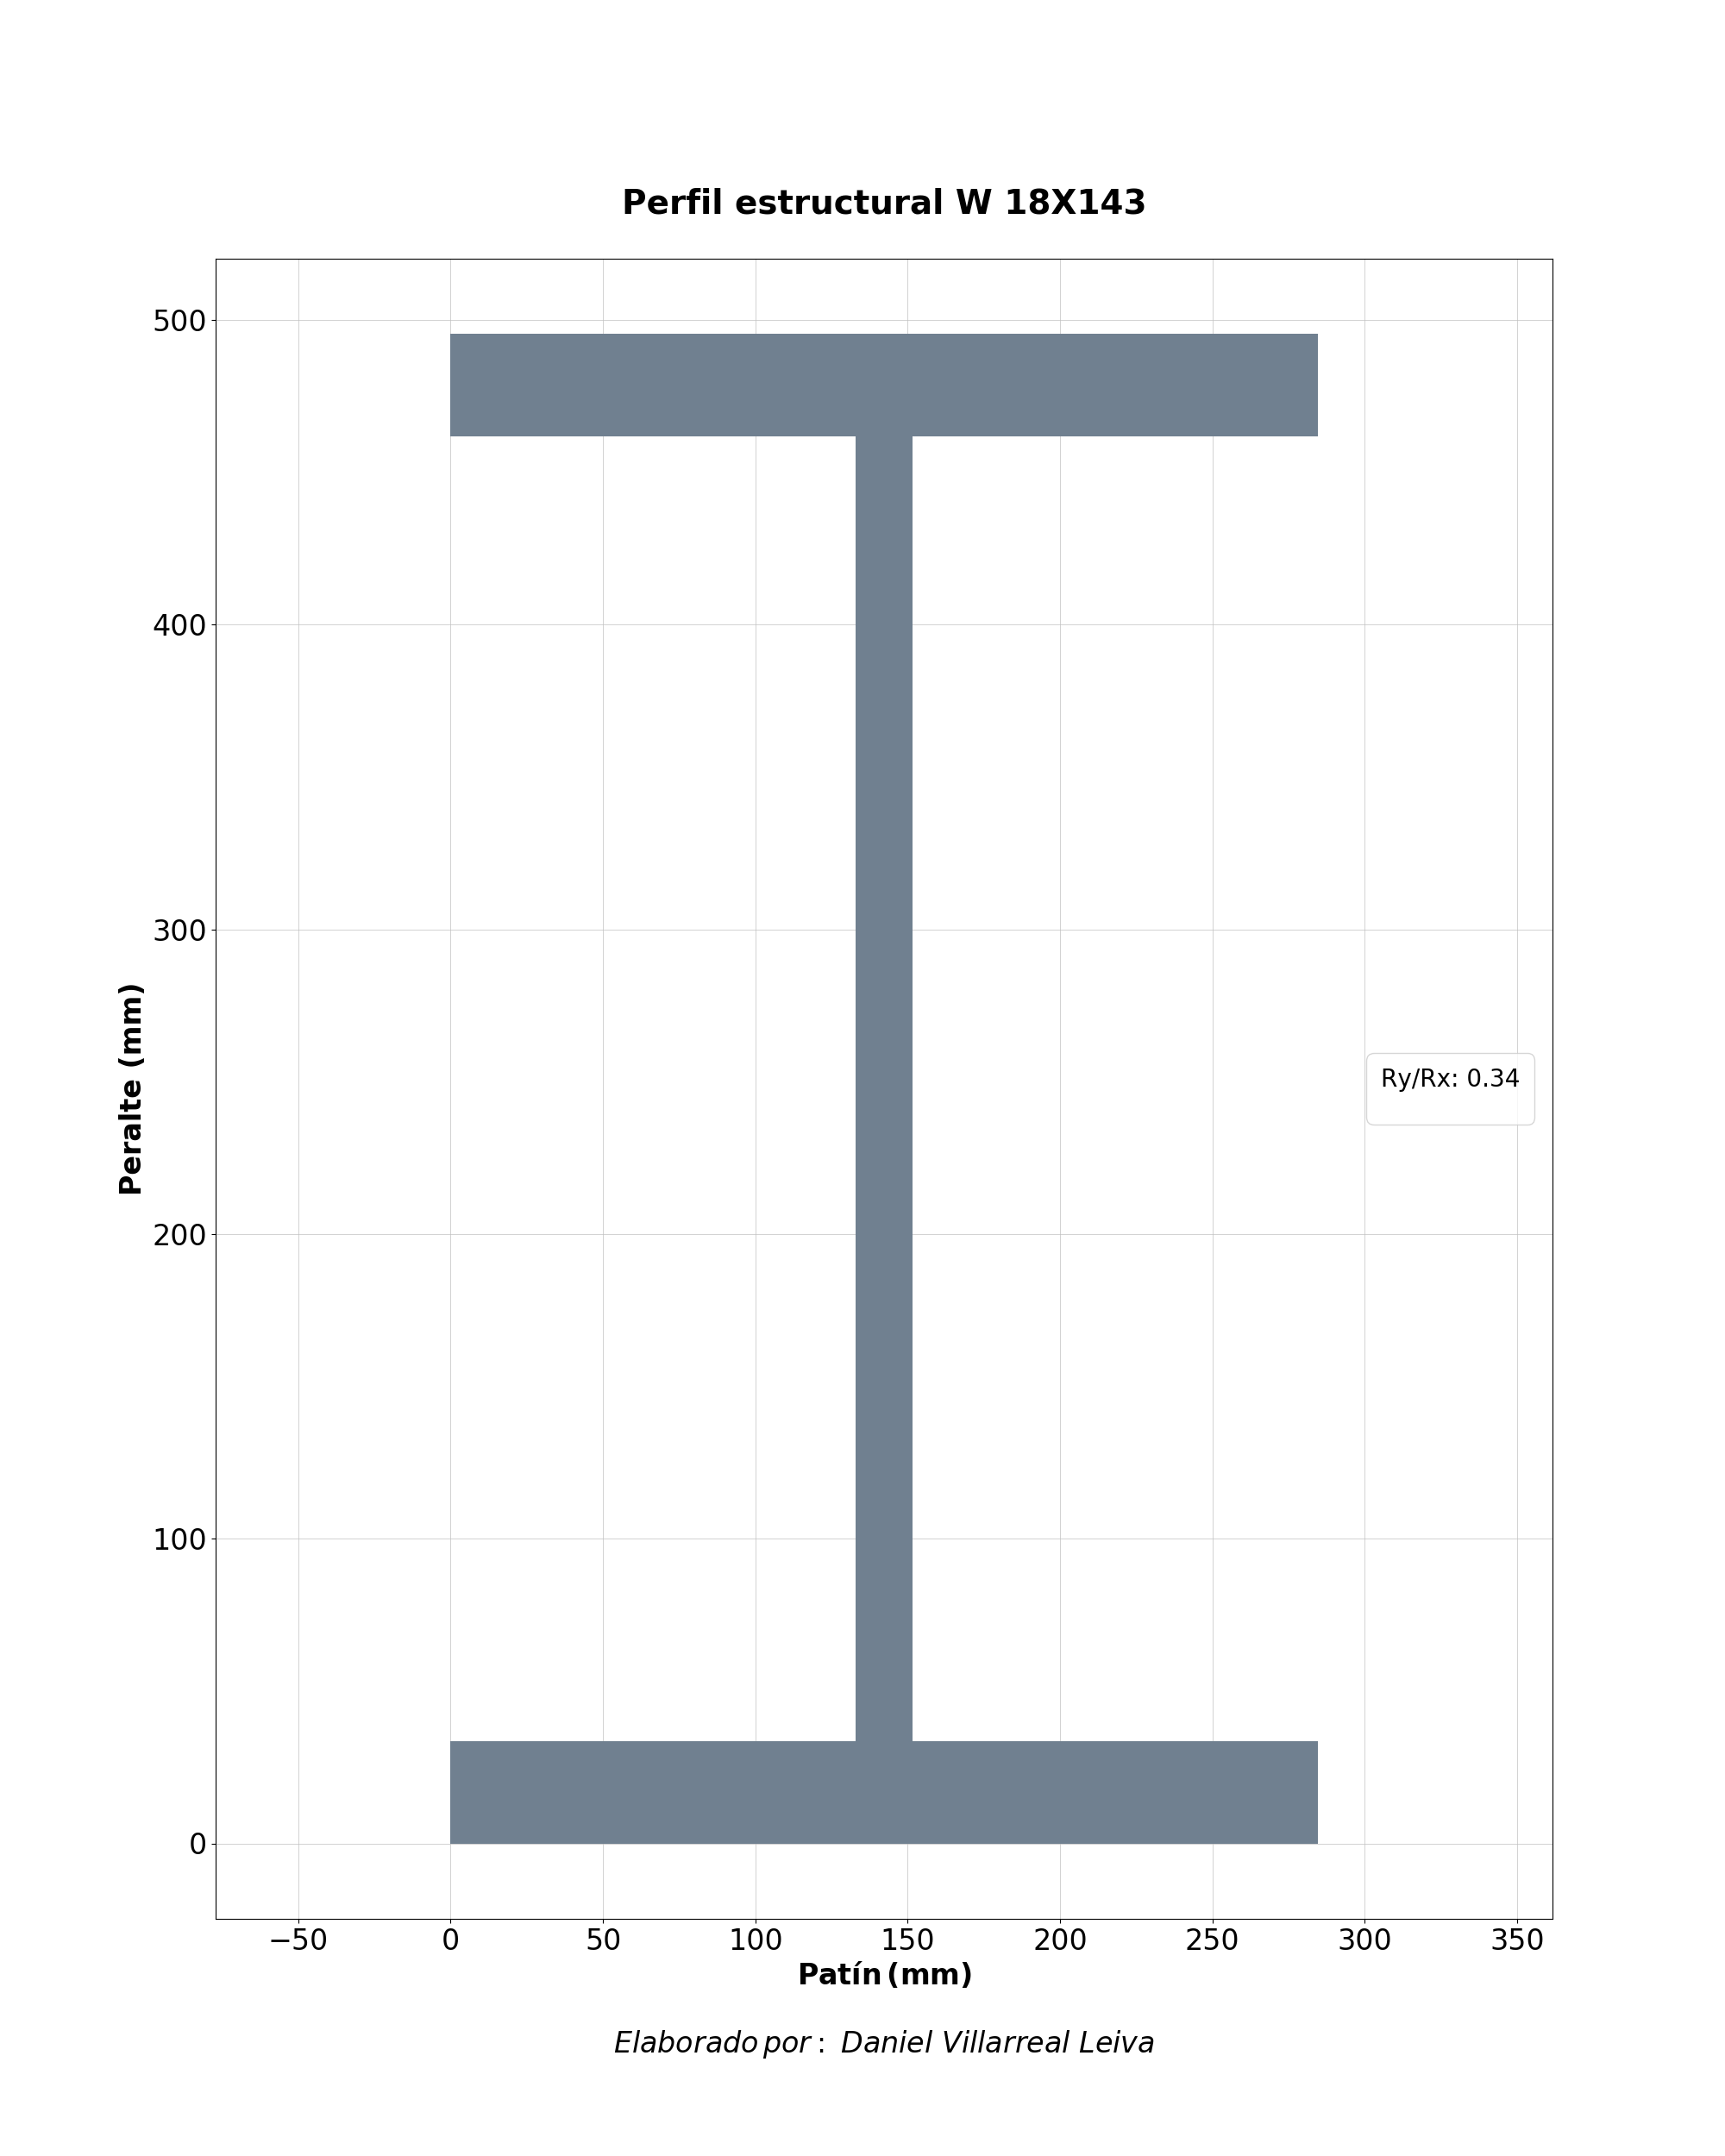 Perfil estructural W 18X143
500
400
300
200
100
0
Peralte (mm)
Ry/Rx: 0.34
−50 0 50 100 150 200 250 300 350
Patín (mm)
Elaborado por: Daniel Villarreal Leiva